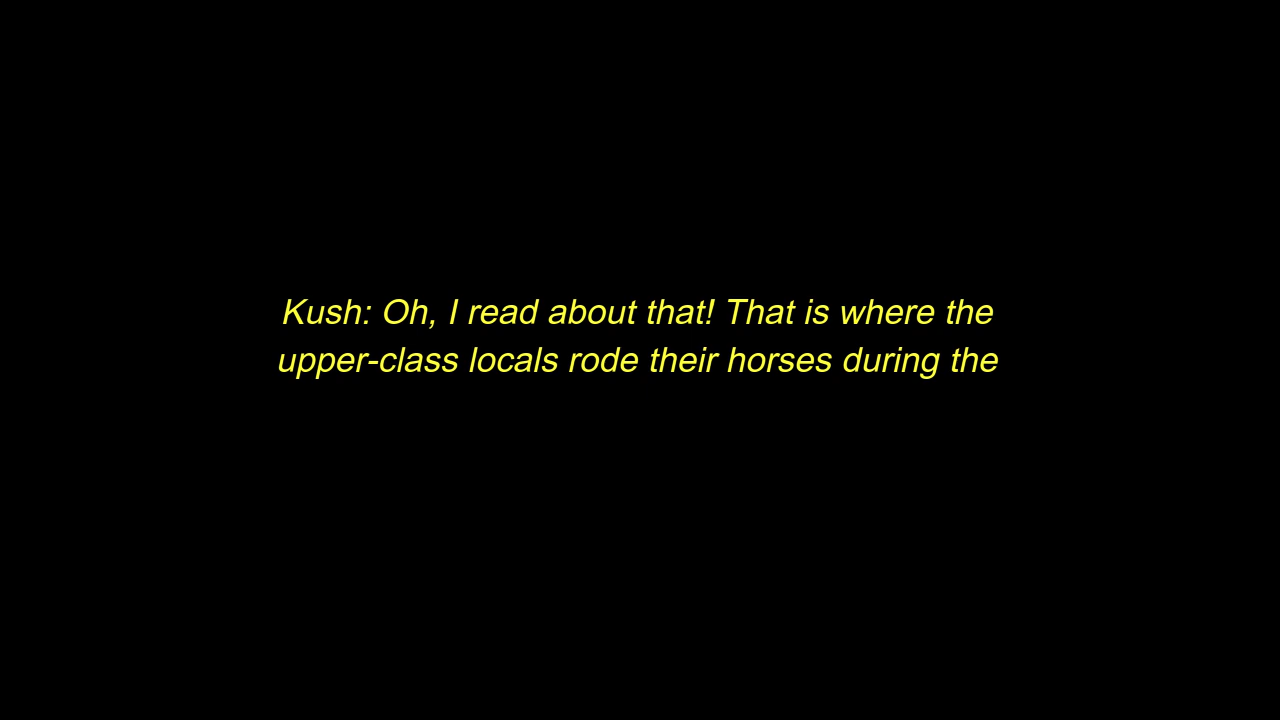 Kush: Oh, I read about that! That is where the
upper-class locals rode their horses during the